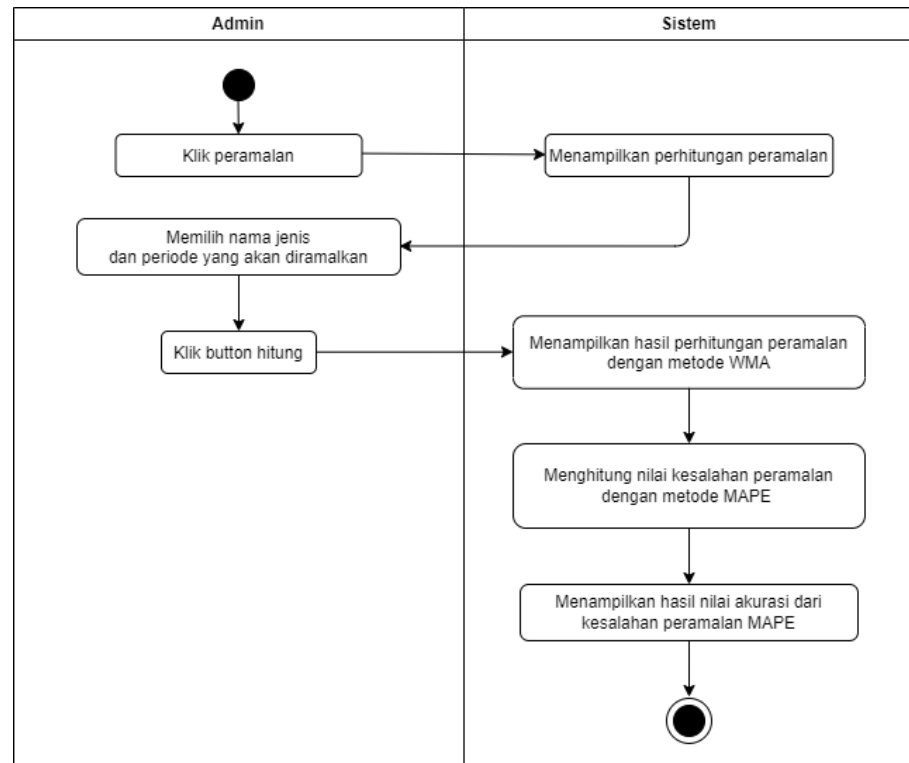 Admin
Sistem
Klik peramalan
Menampilkan perhitungan peramalan
Memilih nama jenis
dan periode yang akan diramalkan
Klik button hitung
Menampilkan hasil perhitungan peramalan
dengan metode WMA
Menghitung nilai kesalahan peramalan
dengan metode MAPE
Menampilkan hasil nilai akurasi dari
kesalahan peramalan MAPE